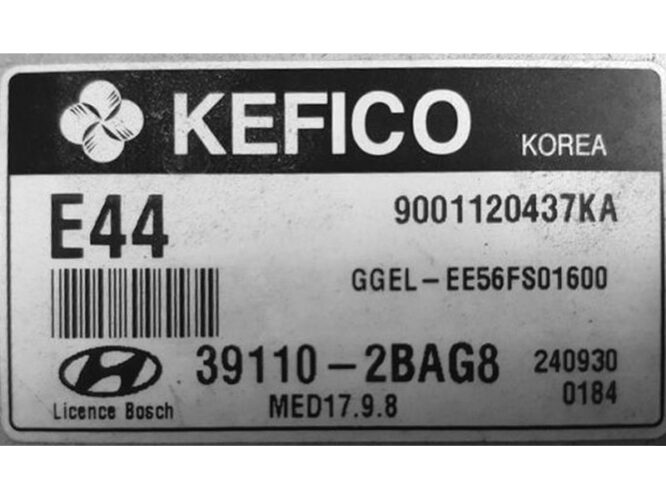 KEFICO KOREA
E44 9001120437KA
GGEL-EE56FS01600
39110-2BAG8 240930
Licence Bosch MED17.9.8 0184